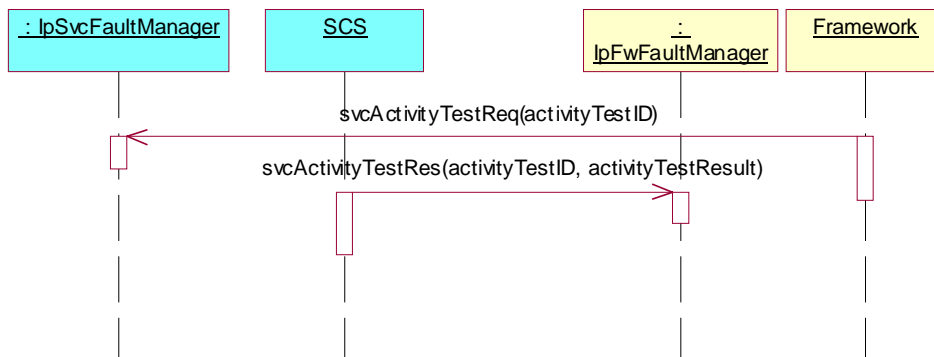 : IpSvcFaultManager
SCS
:
IpFwFaultManager
Framework
svcActivityTestReq(activityTestID)
svcActivityTestRes(activityTestID, activityTestResult)